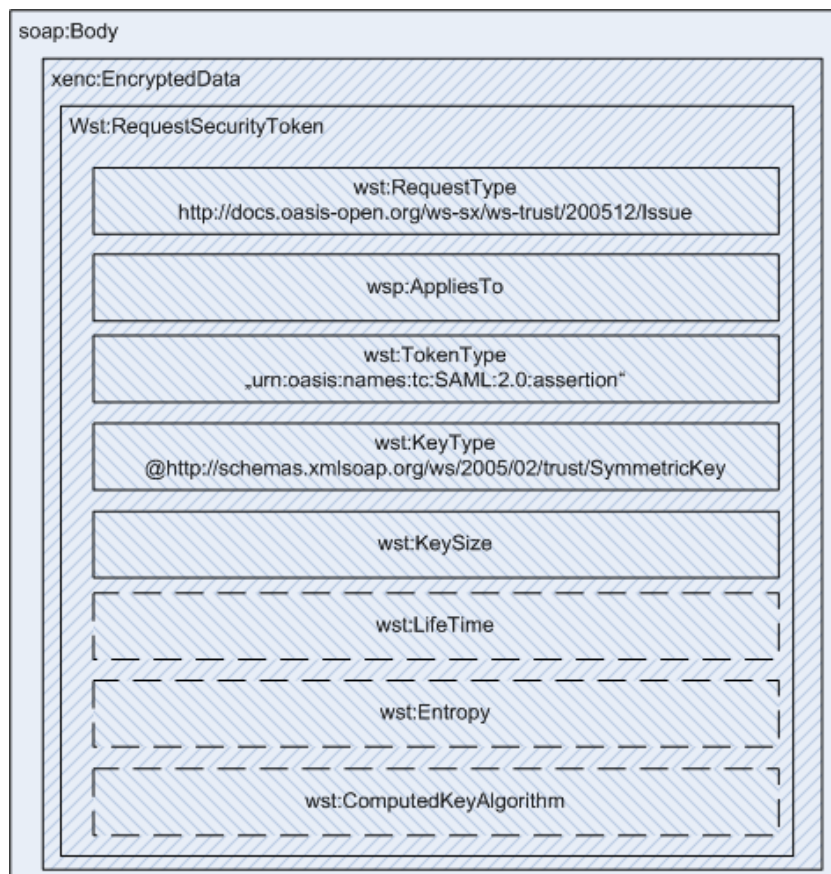 soap:Body
xenc:EncryptedData
Wst:RequestSecurityToken
wst:RequestType
http://docs.oasis-open.org/ws-sx/ws-trust/200512/Issue
wsp:AppliesTo
wst:TokenType
„urn:oasis:names:tc:SAML:2.0:assertion“
wst:KeyType
@http://schemas.xmlsoap.org/ws/2005/02/trust/SymmetricKey
wst:KeySize
wst:LifeTime
wst:Entropy
wst:ComputedKeyAlgorithm